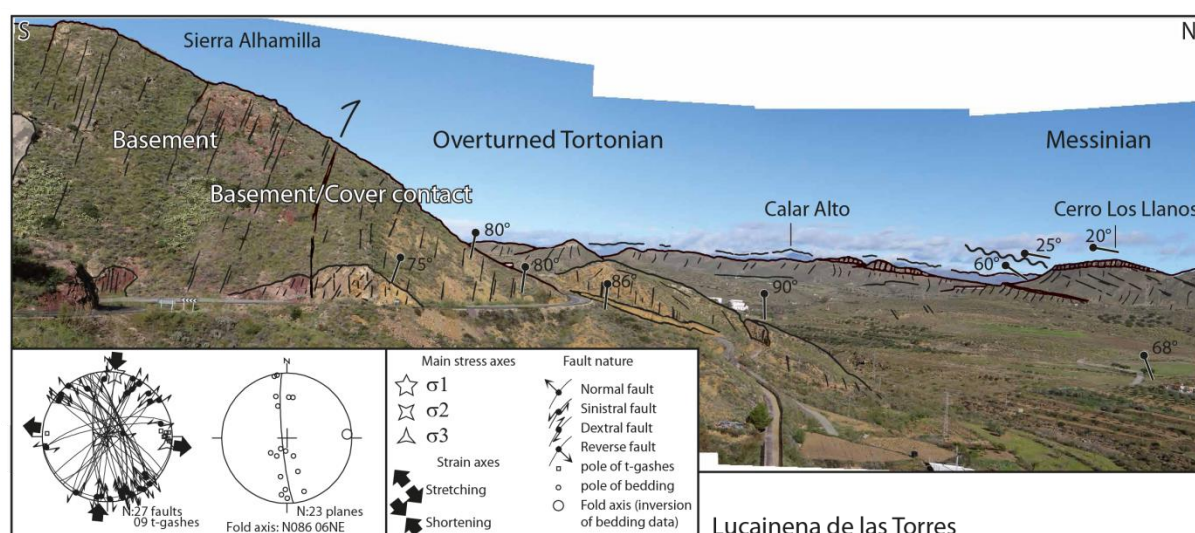 S
N
Sierra Alhamilla
Basement
Overturned Tortonian
Messinian
Basement/Cover contact
Calar Alto
Cerro Los Llanos
80°
75°
80°
86°
90°
60°
25°
20°
68°
N:27 faults
09 t-gashes
N
N:23 planes
Fold axis: N086 06NE
Main stress axes
σ1
σ2
σ3
Strain axes
Stretching
Shortening
Fault nature
Normal fault
Sinistral fault
Dextral fault
Reverse fault
pole of t-gashes
pole of bedding
Fold axis (inversion
of bedding data)
Lucainena de las Torres